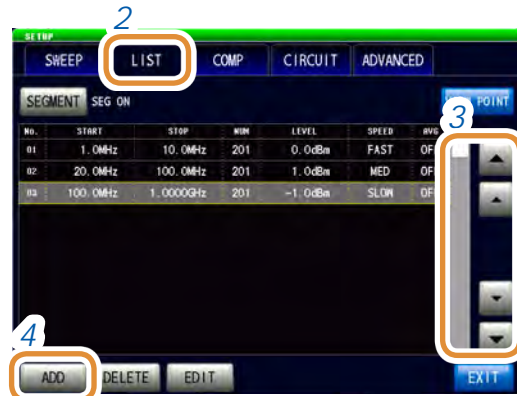 2
SETUP
SWEEP LIST COMP CIRCUIT ADVANCED
SEGMENT SEG ON POINT
3
No. START STOP NUM LEVEL SPEED AVG
01 1.0MHz 10.0MHz 201 0.0dBm FAST OF
02 20.0MHz 100.0MHz 201 1.0dBm MED OF
03 100.0MHz 1.0000GHz 201 -1.0dBm SLOW OF
4
ADD DELETE EDIT EXIT